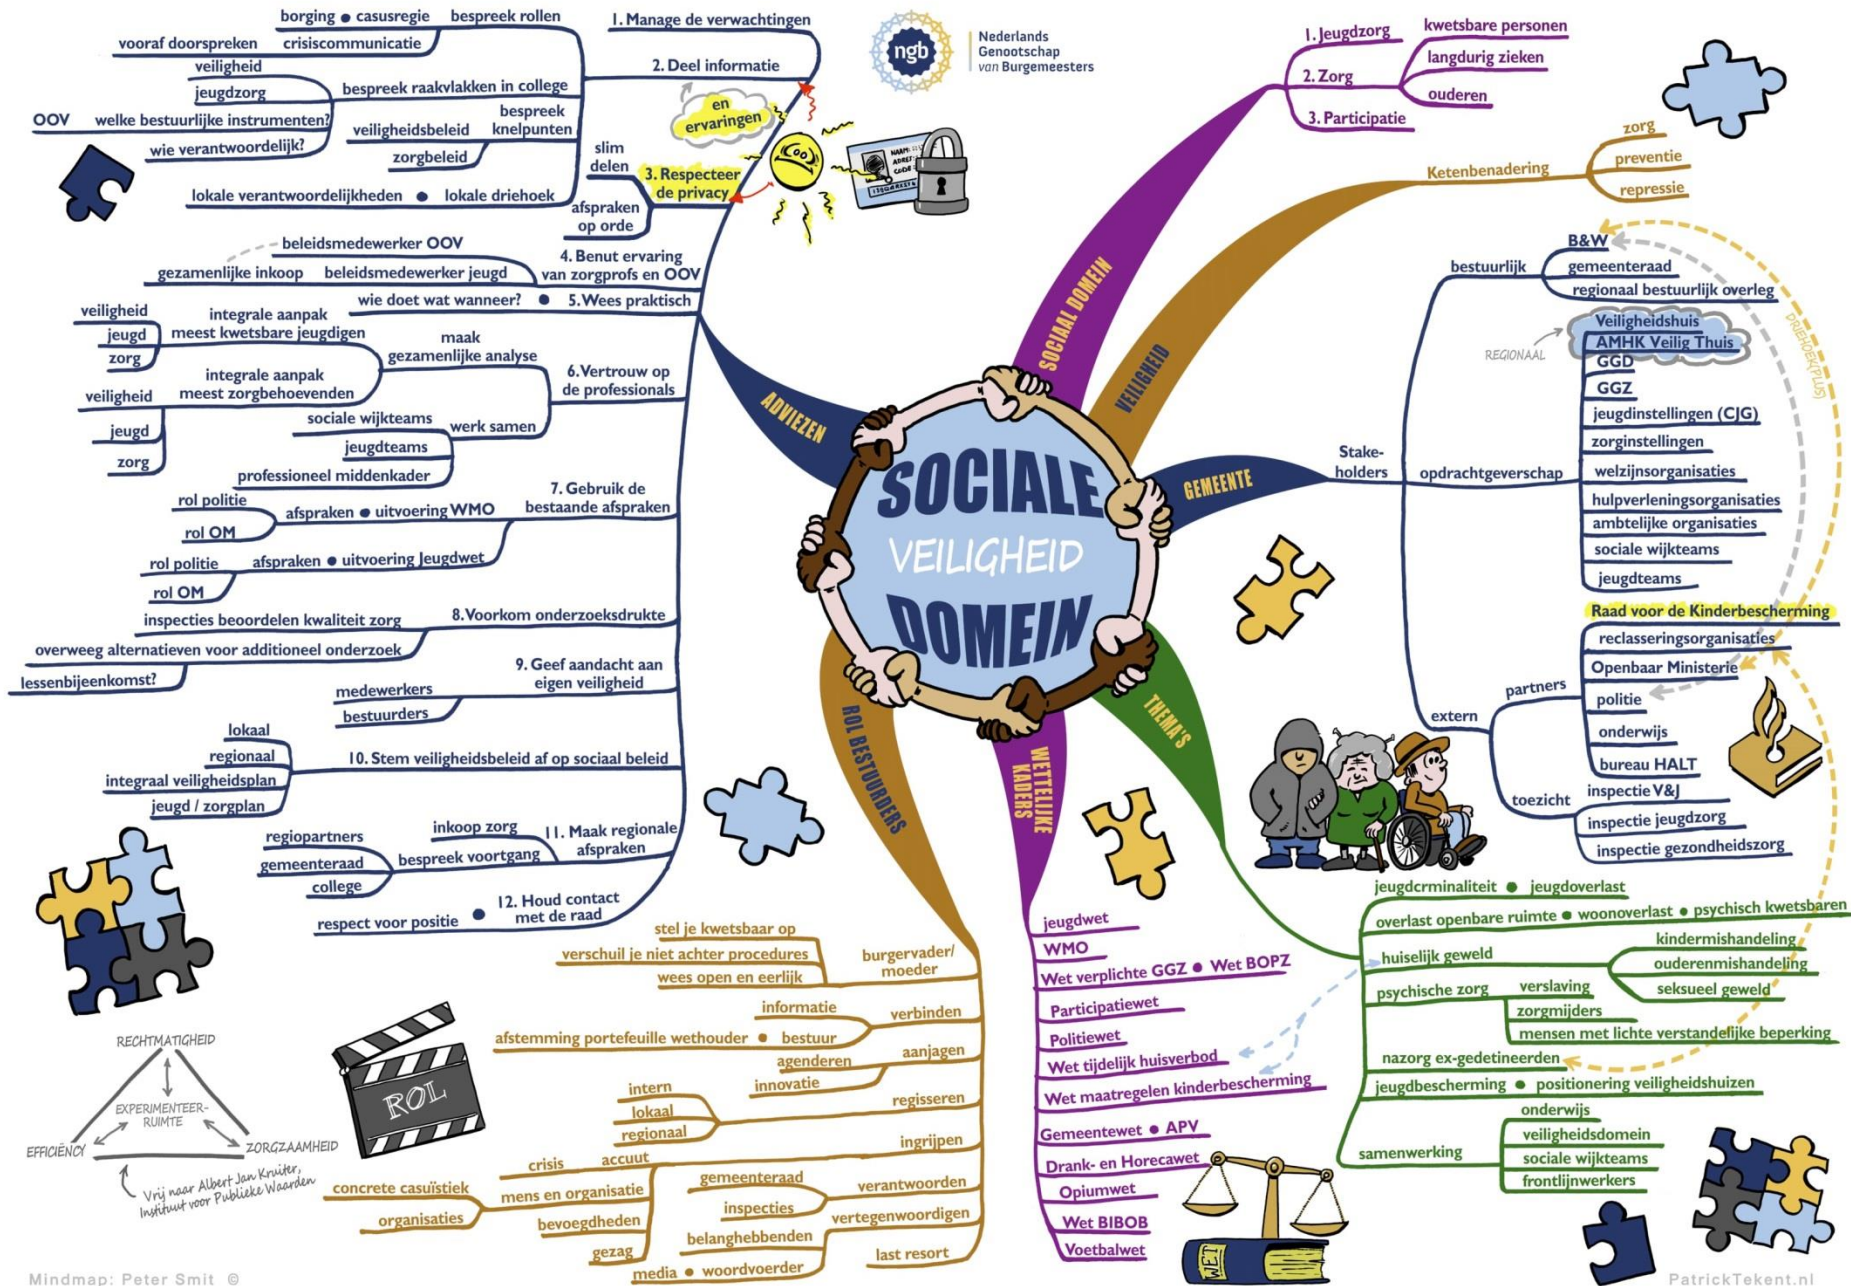 SOCIALE
VEILIGHEID
DOMEIN
ngb
Nederlands
Genootschap
van Burgemeesters
ADVIEZEN
1. Manage de verwachtingen
2. Deel informatie
en
ervaringen
bespreek rollen
borging ● casusregie
crisiscommunicatie
vooraf doorspreken
bespreek raakvlakken in college
veiligheid
jeugdzorg
welke bestuurlijke instrumenten?
OOV
wie verantwoordelijk?
bespreek
knelpunten
veiligheidsbeleid
zorgbeleid
lokale verantwoordelijkheden ● lokale driehoek
3. Respecteer
de privacy
slim
delen
afspraken
op orde
NAAM:
ADRES:
CODE:
4. Benut ervaring
van zorgprofs en OOV
beleidsmedewerker OOV
gezamenlijke inkoop
beleidsmedewerker jeugd
wie doet wat wanneer? ● 5. Wees praktisch
6. Vertrouw op
de professionals
maak
gezamenlijke analyse
integrale aanpak
meest kwetsbare jeugdigen
veiligheid
jeugd
zorg
integrale aanpak
meest zorgbehoevenden
veiligheid
jeugd
zorg
werk samen
sociale wijkteams
jeugdteams
professioneel middenkader
7. Gebruik de
bestaande afspraken
afspraken ● uitvoering WMO
rol politie
rol OM
afspraken ● uitvoering Jeugdwet
rol politie
rol OM
8. Voorkom onderzoeksdrukte
inspecties beoordelen kwaliteit zorg
overweeg alternatieven voor additioneel onderzoek
lessenbijeenkomst?
9. Geef aandacht aan
eigen veiligheid
medewerkers
bestuurders
10. Stem veiligheidsbeleid af op sociaal beleid
lokaal
regionaal
integraal veiligheidsplan
jeugd / zorgplan
11. Maak regionale
afspraken
inkoop zorg
bespreek voortgang
regiopartners
gemeenteraad
college
12. Houd contact
met de raad
respect voor positie ●
SOCIAAL DOMEIN
1. Jeugdzorg
2. Zorg
kwetsbare personen
langdurig zieken
ouderen
3. Participatie
VEILIGHEID
Ketenbenadering
zorg
preventie
repressie
GEMEENTE
Stake-
holders
bestuurlijk
B&W
gemeenteraad
regionaal bestuurlijk overleg
DRIEHOEK(PLUS)
opdrachtgeverschap
REGIONAAL
Veiligheidshuis
AMHK Veilig Thuis
GGD
GGZ
jeugdinstellingen (CJG)
zorginstellingen
welzijnsorganisaties
hulpverleningsorganisaties
ambtelijke organisaties
sociale wijkteams
jeugdteams
extern
partners
Raad voor de Kinderbescherming
reclasseringsorganisaties
Openbaar Ministerie
politie
onderwijs
bureau HALT
toezicht
inspectie V&J
inspectie jeugdzorg
inspectie gezondheidszorg
THEMA'S
jeugdcrminaliteit ● jeugdoverlast
overlast openbare ruimte ● woonoverlast ● psychisch kwetsbaren
huiselijk geweld
kindermishandeling
ouderenmishandeling
seksueel geweld
psychische zorg
verslaving
zorgmijders
mensen met lichte verstandelijke beperking
nazorg ex-gedetineerden
jeugdbescherming ● positionering veiligheidshuizen
samenwerking
onderwijs
veiligheidsdomein
sociale wijkteams
frontlijnwerkers
WETTELIJKE
KADERS
jeugdwet
WMO
Wet verplichte GGZ ● Wet BOPZ
Participatiewet
Politiewet
Wet tijdelijk huisverbod
Wet maatregelen kinderbescherming
Gemeentewet ● APV
Drank- en Horecawet
Opiumwet
Wet BIBOB
Voetbalwet
WET
ROL BESTUURDERS
burgervader/
moeder
stel je kwetsbaar op
verschuil je niet achter procedures
wees open en eerlijk
verbinden
informatie
afstemming portefeuille wethouder ● bestuur
aanjagen
agenderen
innovatie
regisseren
intern
lokaal
regionaal
ingrijpen
crisis
accuut
mens en organisatie
concrete casuïstiek
organisaties
bevoegdheden
gezag
verantwoorden
gemeenteraad
inspecties
vertegenwoordigen
belanghebbenden
media ● woordvoerder
last resort
ROL
RECHTMATIGHEID
EXPERIMENTEER-
RUIMTE
EFFICIËNCY
ZORGZAAMHEID
Vrij naar Albert Jan Kruiter,
Instituut voor Publieke Waarden
Mindmap: Peter Smit ©
PatrickTekent.nl